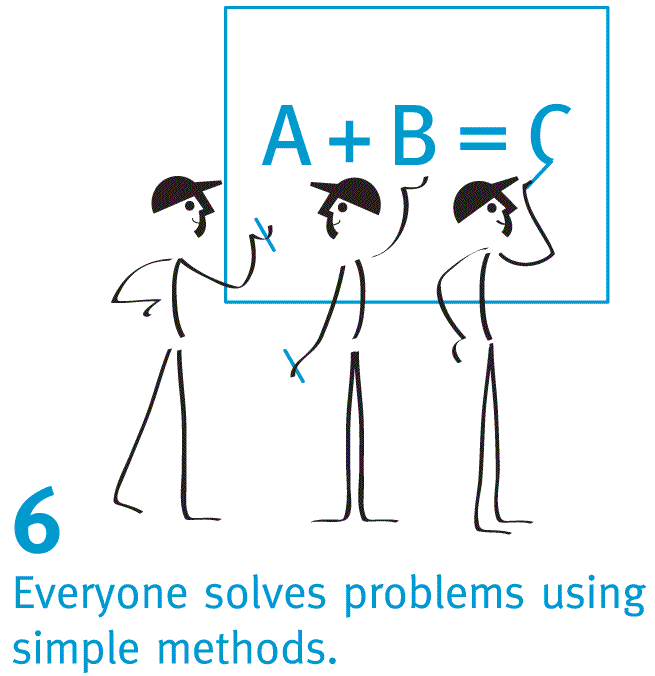 A + B = C
6
Everyone solves problems using
simple methods.